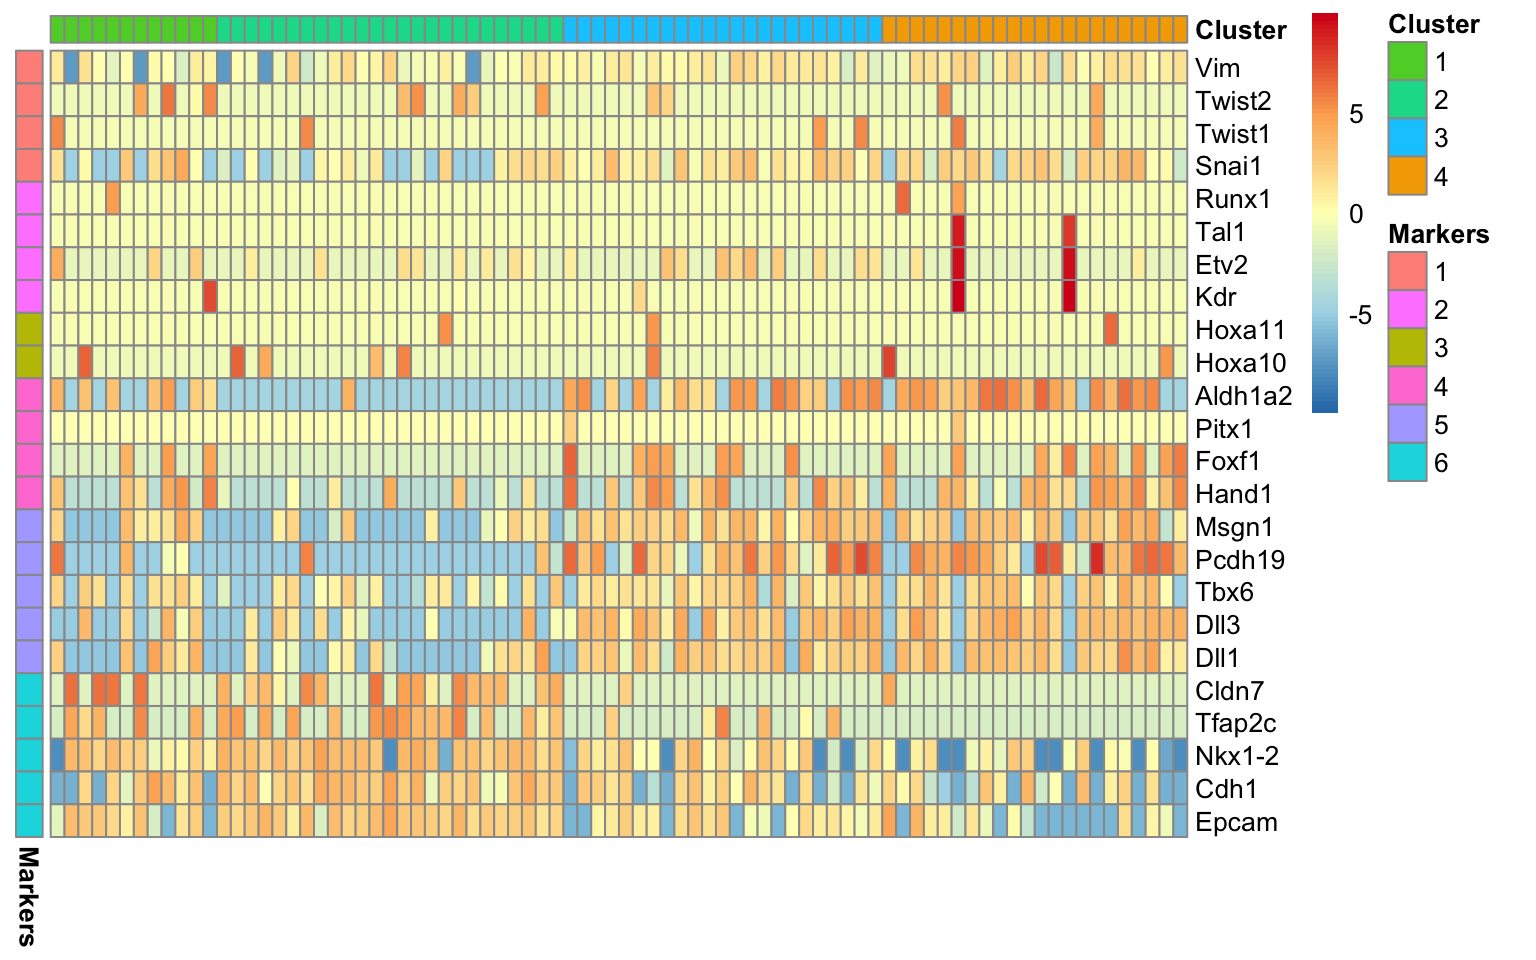 Cluster
Vim
Twist2
Twist1
Snai1
Runx1
Tal1
Etv2
Kdr
Hoxa11
Hoxa10
Aldh1a2
Pitx1
Foxf1
Hand1
Msgn1
Pcdh19
Tbx6
Dll3
Dll1
Cldn7
Tfap2c
Nkx1-2
Cdh1
Epcam
Markers
5
0
-5
Cluster
1
2
3
4
Markers
1
2
3
4
5
6